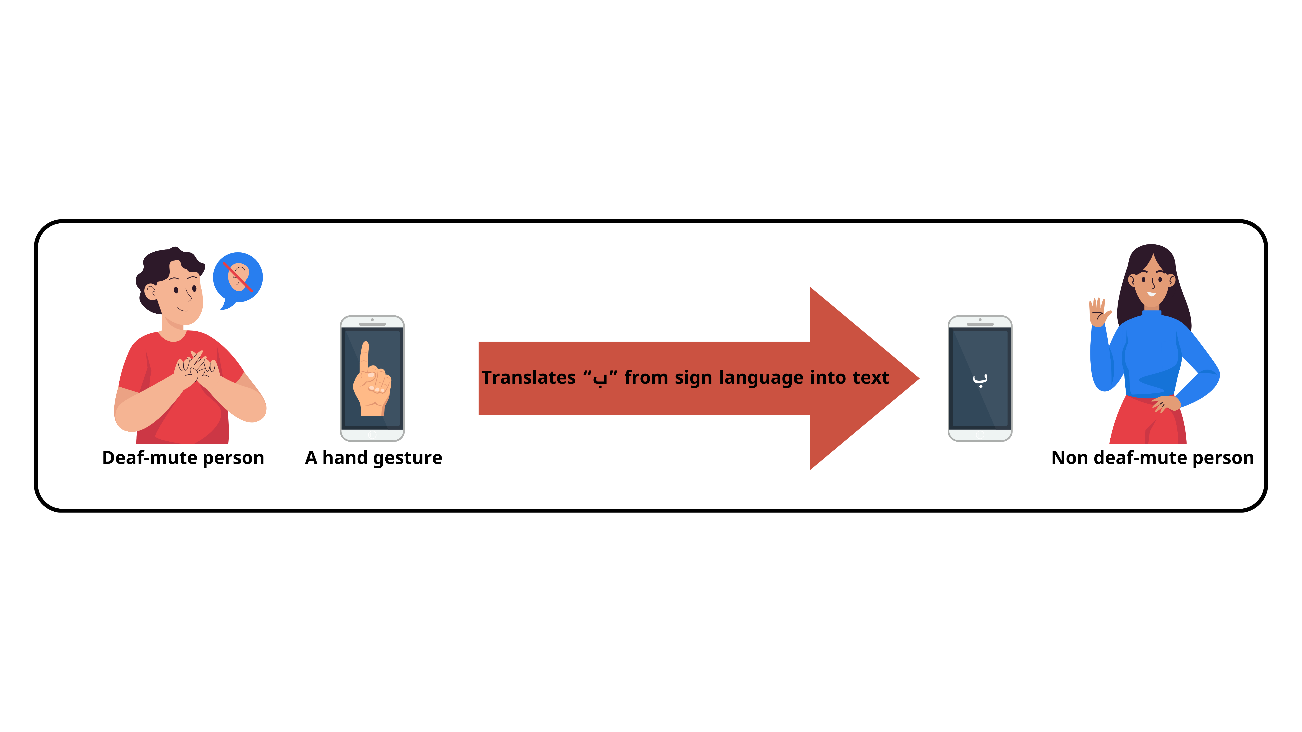 Translates “ب” from sign language into text
ب
Deaf-mute person
A hand gesture
Non deaf-mute person